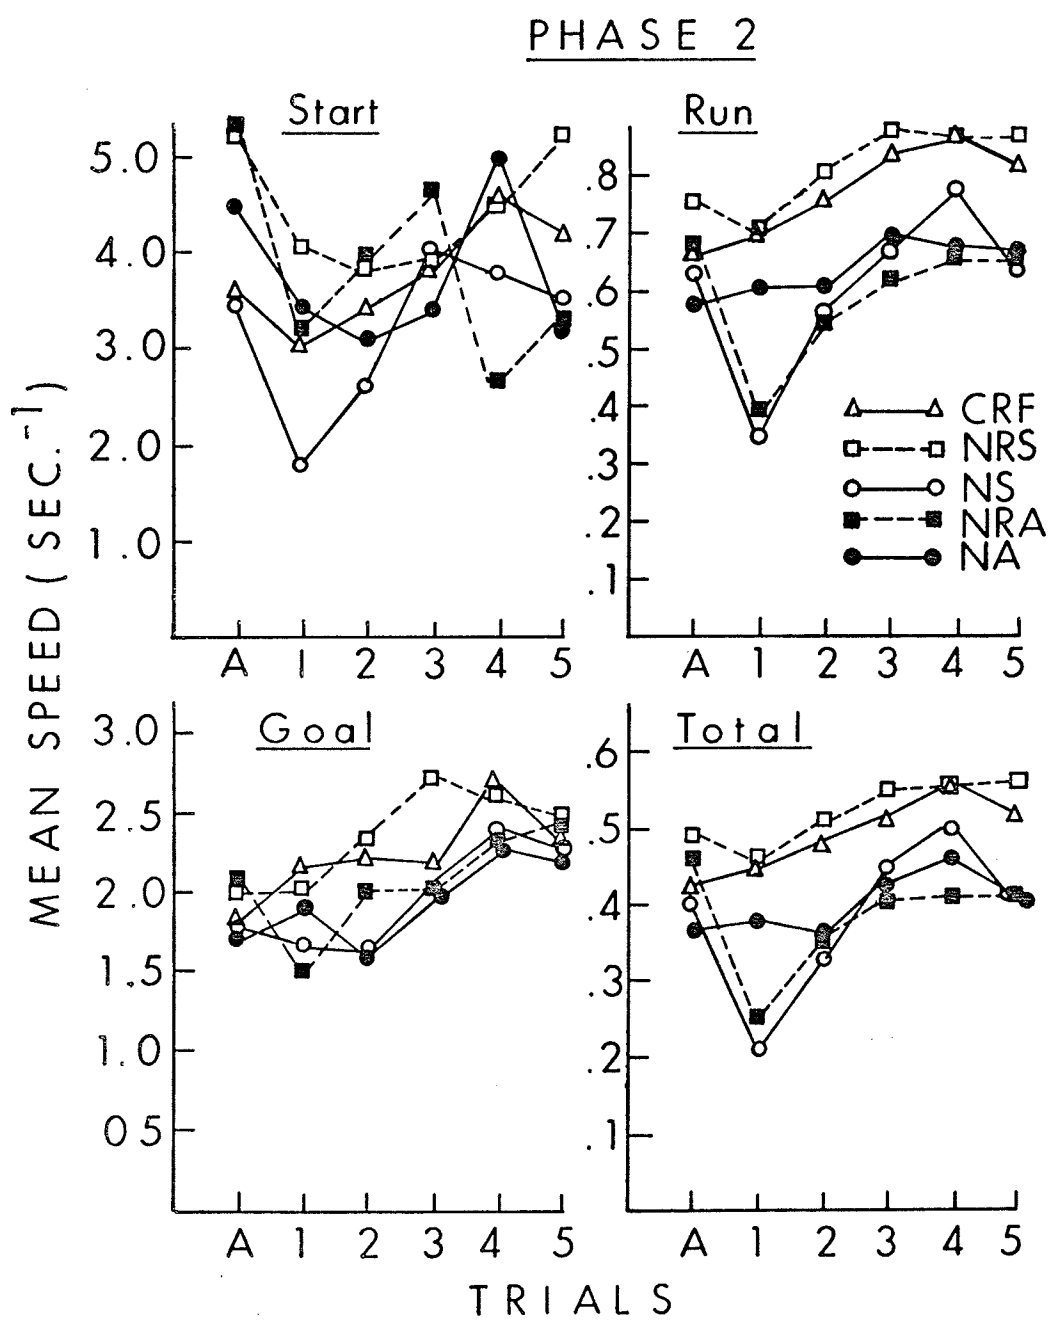 PHASE 2
Start
5.0
4.0
3.0
2.0
1.0
A 1 2 3 4 5
Run
.8
.7
.6
.5
.4
.3
.2
.1
A 1 2 3 4 5
CRF
NRS
NS
NRA
NA
Goal
3.0
2.5
2.0
1.5
1.0
0 5
A 1 2 3 4 5
Total
.6
.5
.4
.3
.2
.1
A 1 2 3 4 5
MEAN SPEED (SEC.⁻¹)
TRIALS